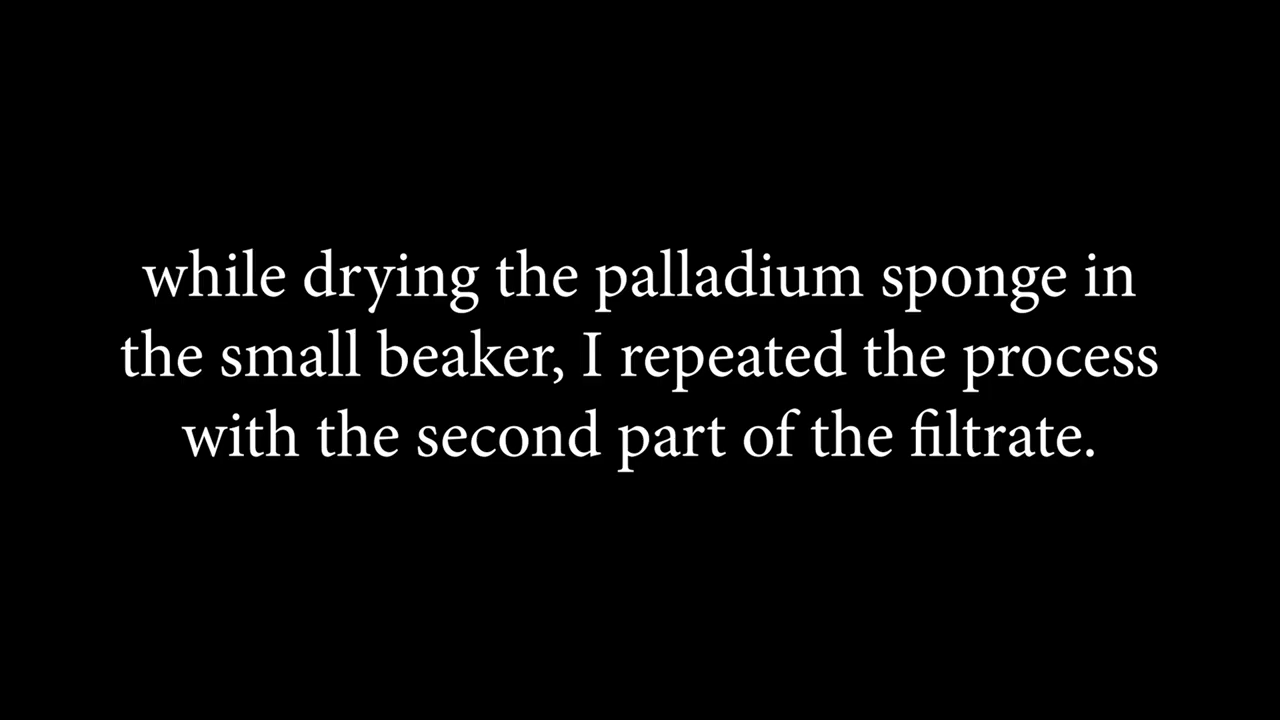 while drying the palladium sponge in
the small beaker, I repeated the process
with the second part of the filtrate.